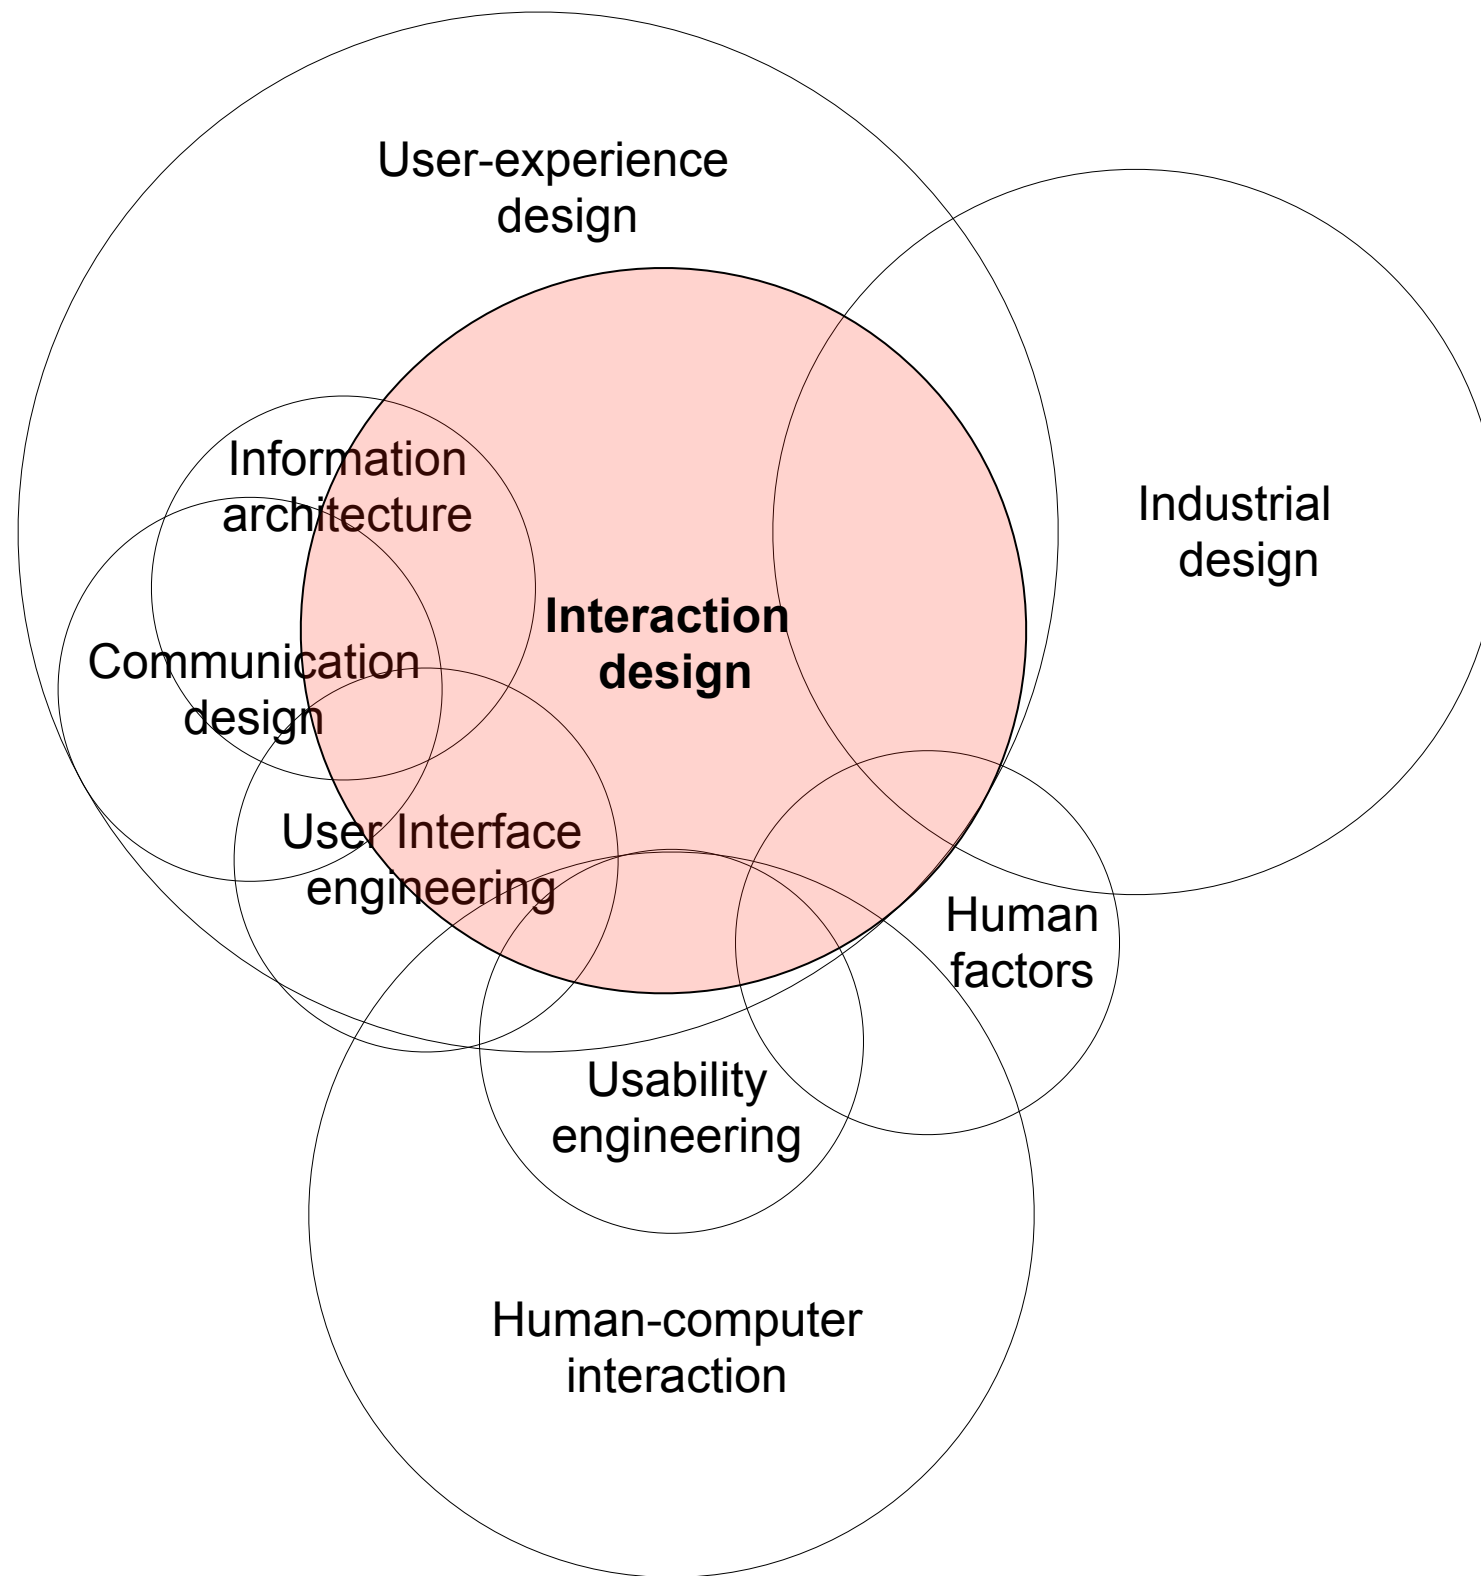 User-experience
design
Information
architecture
Industrial
design
Interaction
design
Communication
design
User Interface
engineering
Human
factors
Usability
engineering
Human-computer
interaction